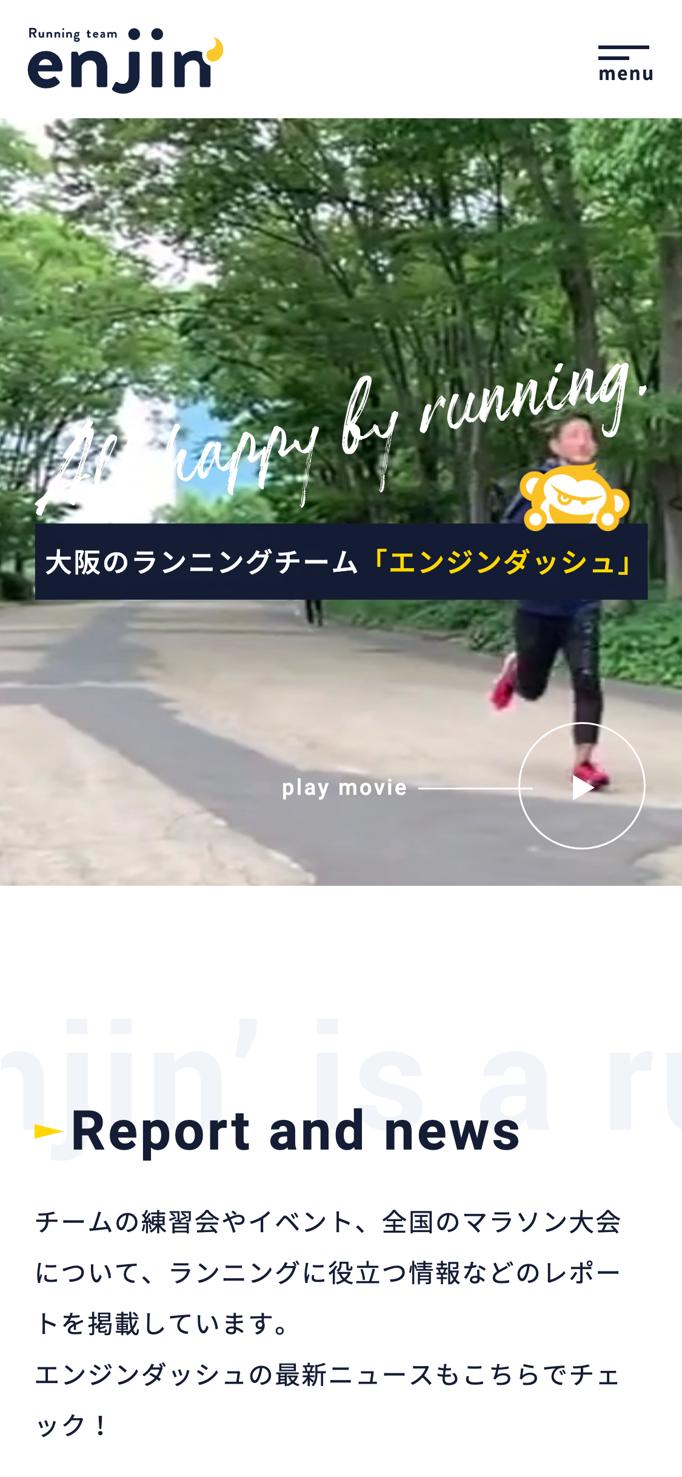 Running team
enjin’
menu
happy by running.
大阪のランニングチーム「エンジンダッシュ」
play movie
njin’ is a ru
Report and news
チームの練習会やイベント、全国のマラソン大会
について、ランニングに役立つ情報などのレポー
トを掲載しています。
エンジンダッシュの最新ニュースもこちらでチェ
ック！